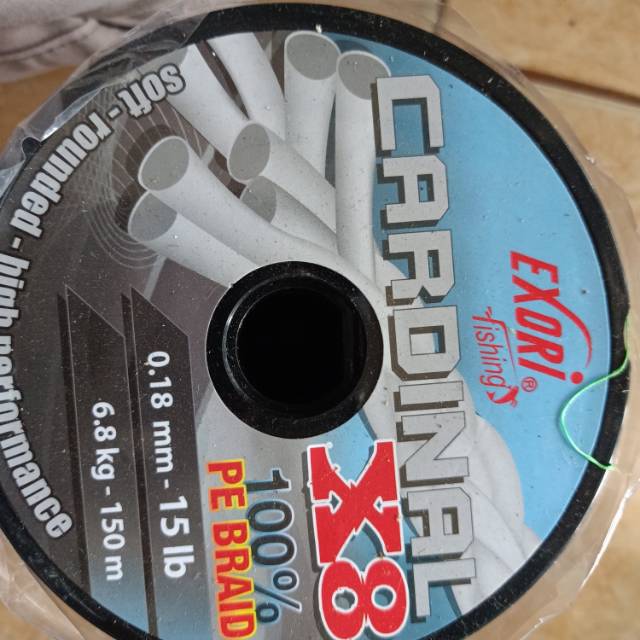 EXORI®
fishing
CARDINAL
X8
100%
PE BRAID
0.18 mm - 15 lb
6.8 kg - 150 m
soft - rounded - high performance